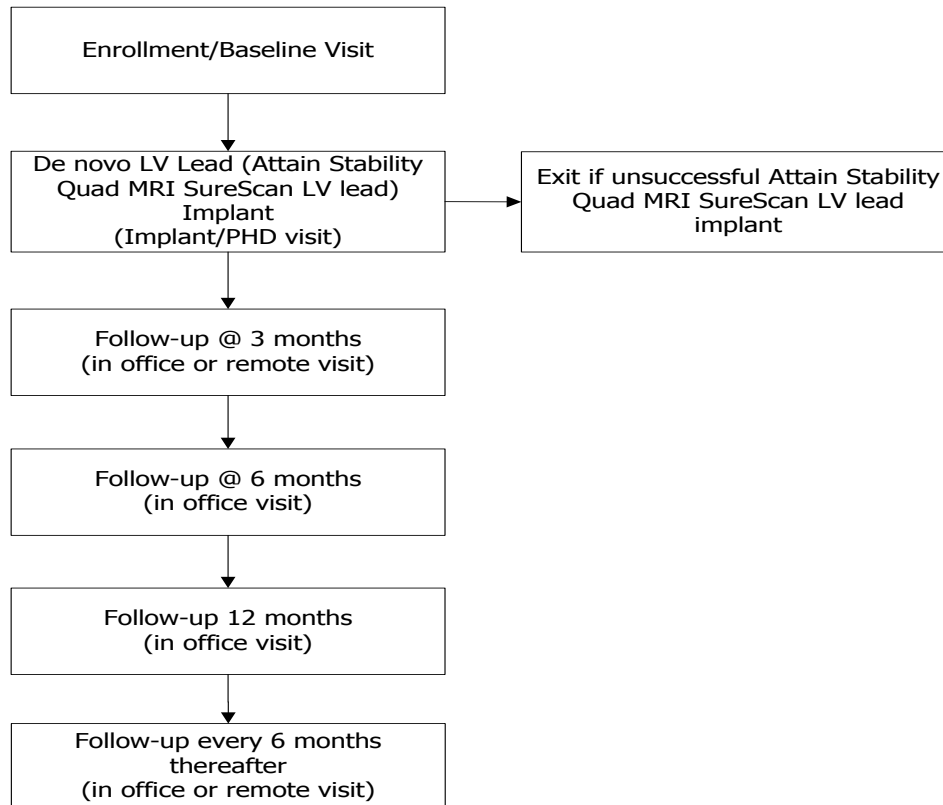 Enrollment/Baseline Visit
De novo LV Lead (Attain Stability
Quad MRI SureScan LV lead)
Implant
(Implant/PHD visit)
Exit if unsuccessful Attain Stability
Quad MRI SureScan LV lead
implant
Follow-up @ 3 months
(in office or remote visit)
Follow-up @ 6 months
(in office visit)
Follow-up 12 months
(in office visit)
Follow-up every 6 months
thereafter
(in office or remote visit)